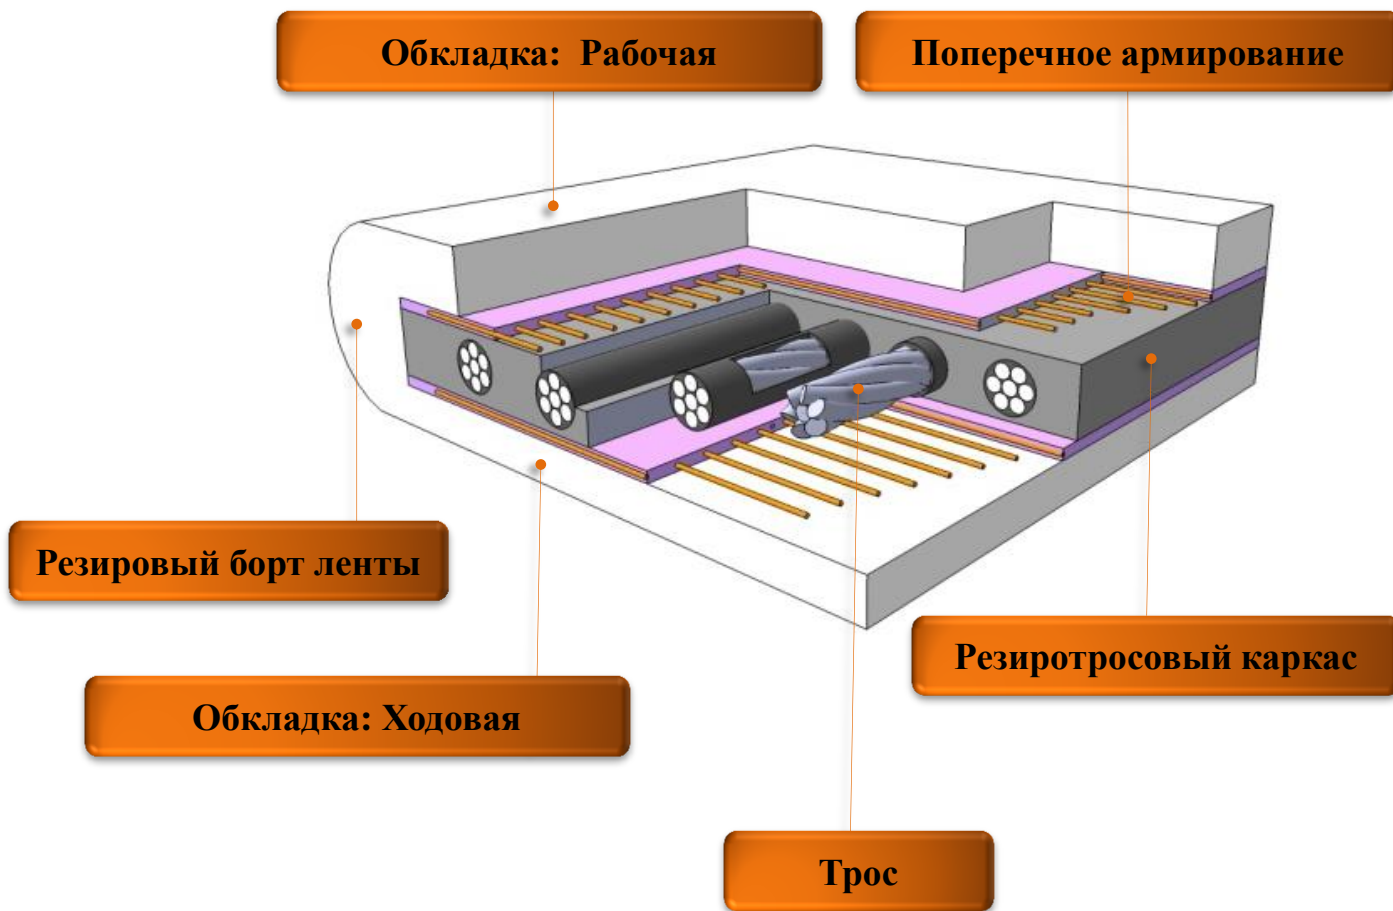 Обкладка:  Рабочая
Поперечное армирование
Резировый борт ленты
Резиротросовый каркас
Обкладка: Ходовая
Трос